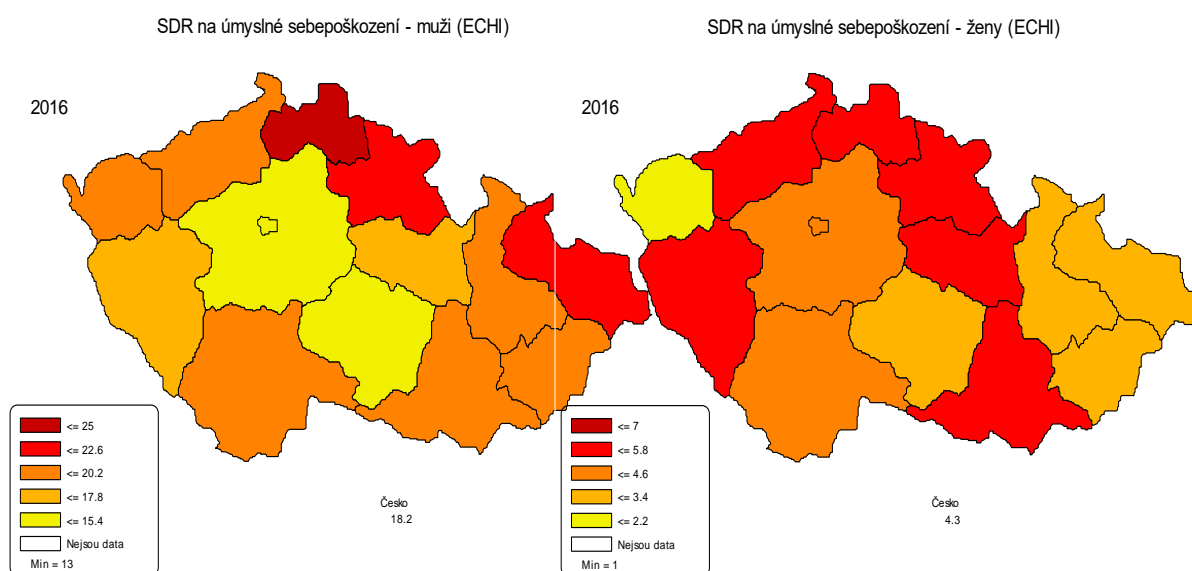 SDR na úmyslné sebepoškození - muži (ECHI)
2016
<= 25
<= 22.6
<= 20.2
<= 17.8
<= 15.4
Nejsou data
Min = 13
Česko
18.2
SDR na úmyslné sebepoškození - ženy (ECHI)
2016
<= 7
<= 5.8
<= 4.6
<= 3.4
<= 2.2
Nejsou data
Min = 1
Česko
4.3